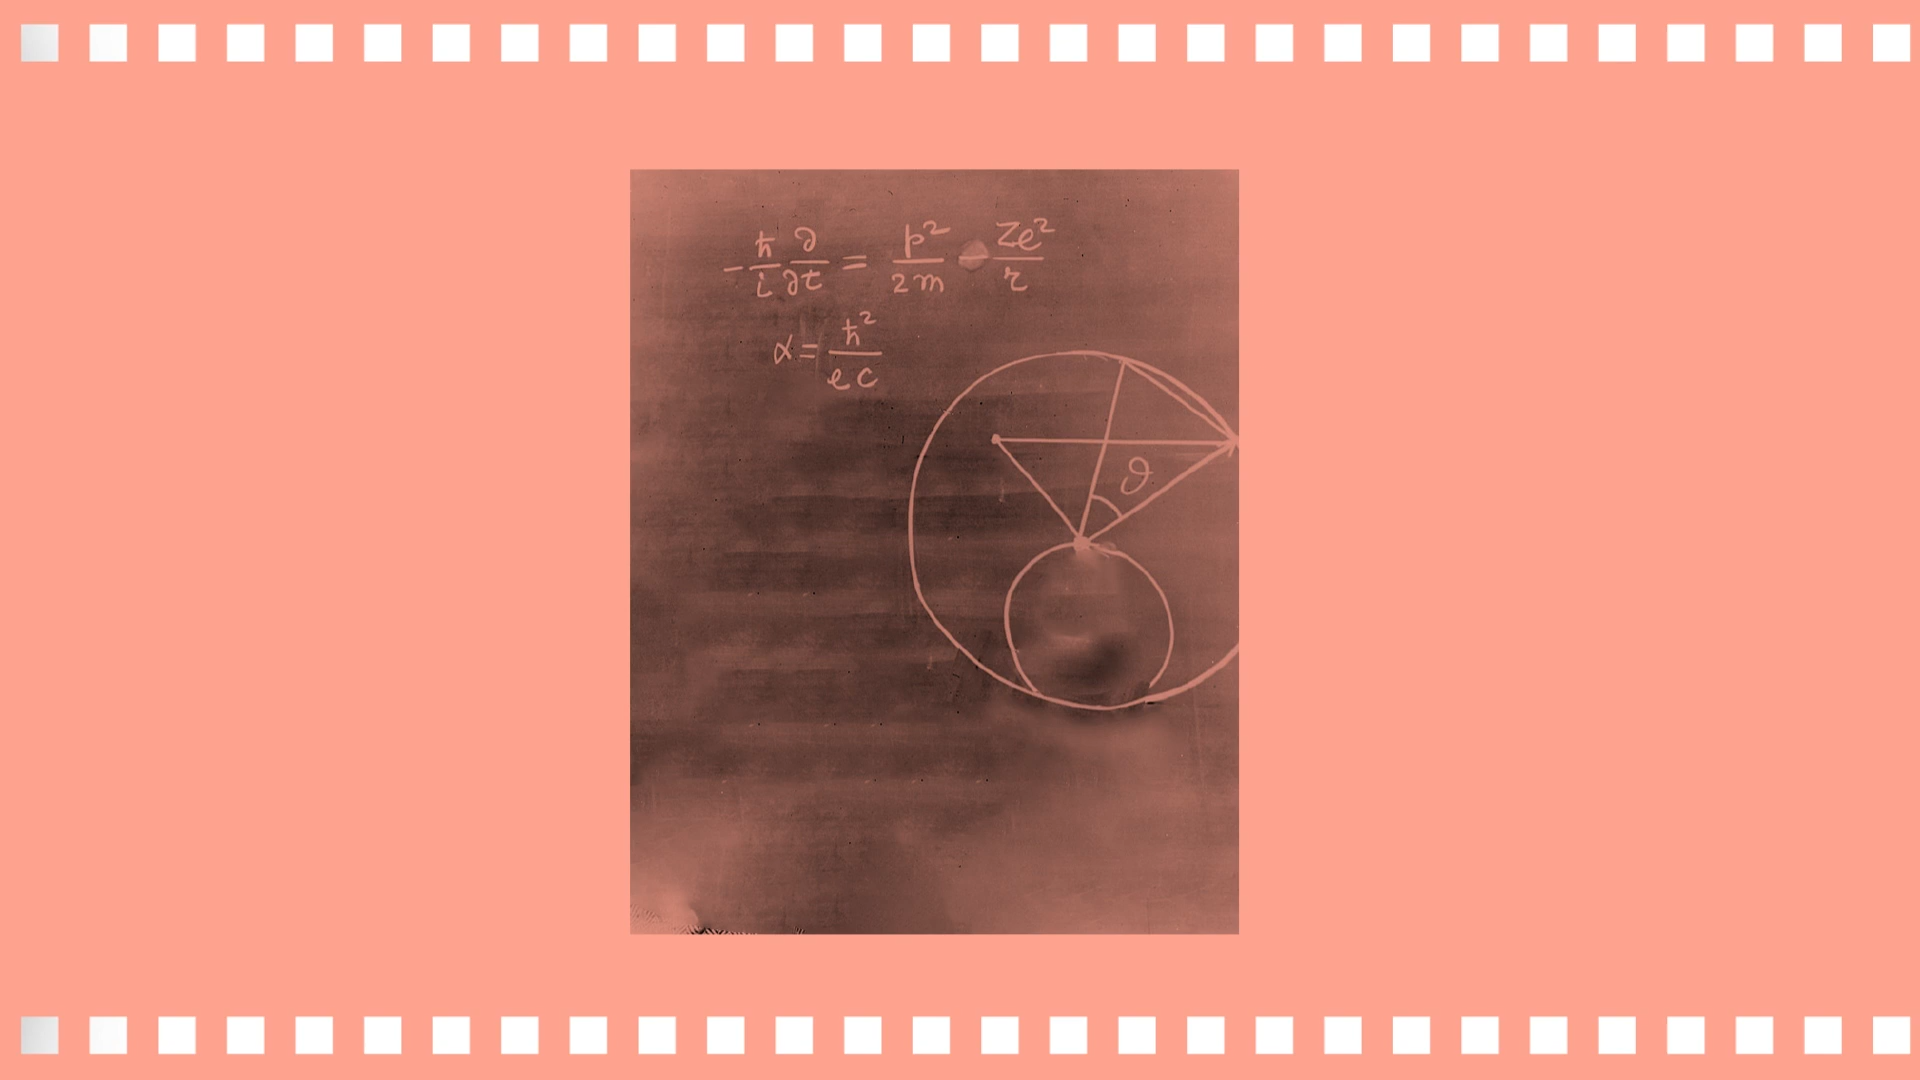 -ℏ/i ∂/∂t = p²/2m - Ze²/r
α = ℏ²/ec
ϑ